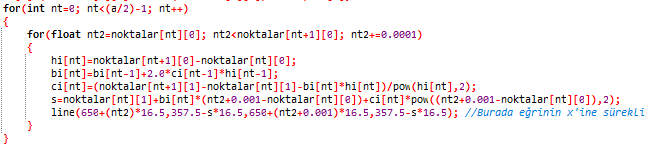 for(int nt=0; nt<(a/2)-1; nt++)
{
for(float nt2=noktalar[nt][0]; nt2<noktalar[nt+1][0]; nt2+=0.0001)
{
hi[nt]=noktalar[nt+1][0]-noktalar[nt][0];
bi[nt]=bi[nt-1]+2.0*ci[nt-1]*hi[nt-1];
ci[nt]=(noktalar[nt+1][1]-noktalar[nt][1]-bi[nt]*hi[nt])/pow(hi[nt],2);
s=noktalar[nt][1]+bi[nt]*(nt2+0.001-noktalar[nt][0])+ci[nt]*pow((nt2+0.001-noktalar[nt][0]),2);
line(650+(nt2)*16.5,357.5-s*16.5,650+(nt2+0.001)*16.5,357.5-s*16.5); //Burada eğrinin x'ine sürekli
}
}